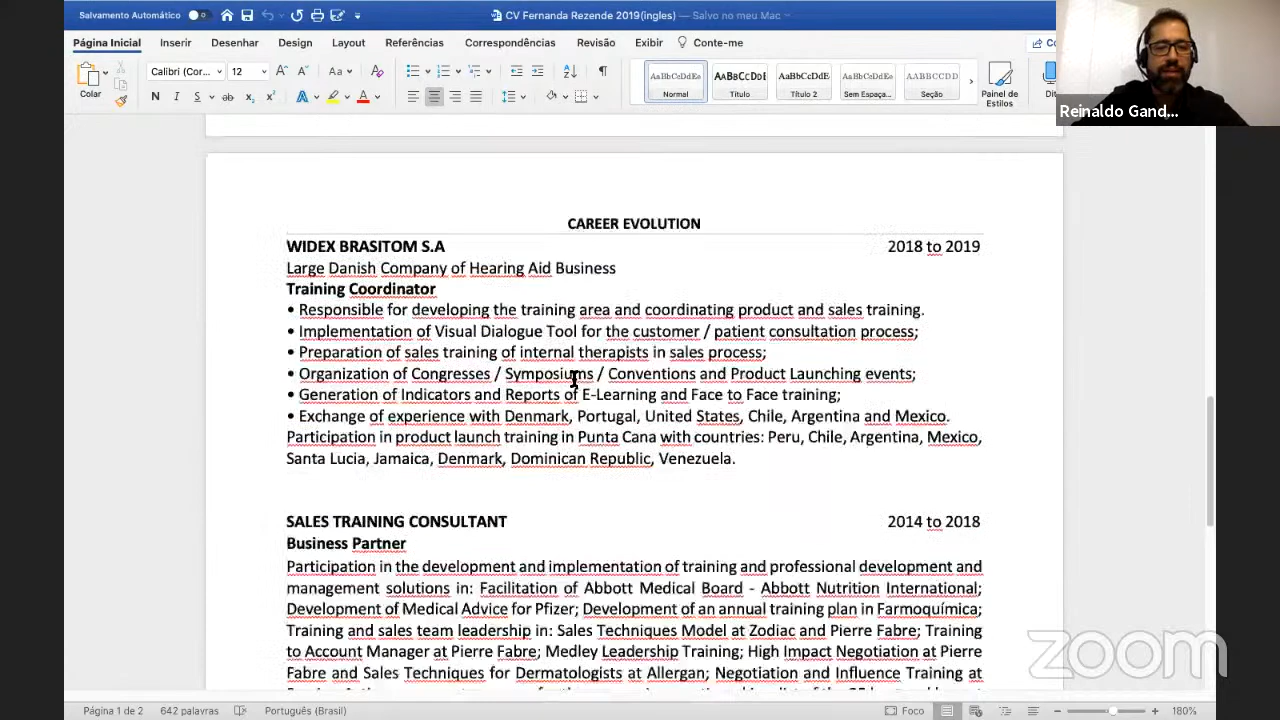 Salvamento Automático
CV Fernanda Rezende 2019(ingles) — Salvo no meu Mac
Página Inicial Inserir Desenhar Design Layout Referências Correspondências Revisão Exibir Conte-me Co
Colar Calibri (Cor... 12 A A Aa A
AaBbCcDdEe AABBCCDDE AaBbCcDdE AaBbCcDdEe AABBCCDD
Normal Título Título 2 Sem Espaça... Seção Painel de Estilos Dit
N I S ab x₂ x² A A
Reinaldo Gand...
CAREER EVOLUTION
WIDEX BRASITOM S.A 2018 to 2019
Large Danish Company of Hearing Aid Business
Training Coordinator
• Responsible for developing the training area and coordinating product and sales training.
• Implementation of Visual Dialogue Tool for the customer / patient consultation process;
• Preparation of sales training of internal therapists in sales process;
• Organization of Congresses / Symposiums / Conventions and Product Launching events;
• Generation of Indicators and Reports of E-Learning and Face to Face training;
• Exchange of experience with Denmark, Portugal, United States, Chile, Argentina and Mexico.
Participation in product launch training in Punta Cana with countries: Peru, Chile, Argentina, Mexico,
Santa Lucia, Jamaica, Denmark, Dominican Republic, Venezuela.
SALES TRAINING CONSULTANT 2014 to 2018
Business Partner
Participation in the development and implementation of training and professional development and
management solutions in: Facilitation of Abbott Medical Board - Abbott Nutrition International;
Development of Medical Advice for Pfizer; Development of an annual training plan in Farmoquímica;
Training and sales team leadership in: Sales Techniques Model at Zodiac and Pierre Fabre; Training
to Account Manager at Pierre Fabre; Medley Leadership Training; High Impact Negotiation at Pierre
Fabre and Sales Techniques for Dermatologists at Allergan; Negotiation and Influence Training at
zoom
Página 1 de 2 642 palavras Português (Brasil) Foco 180%